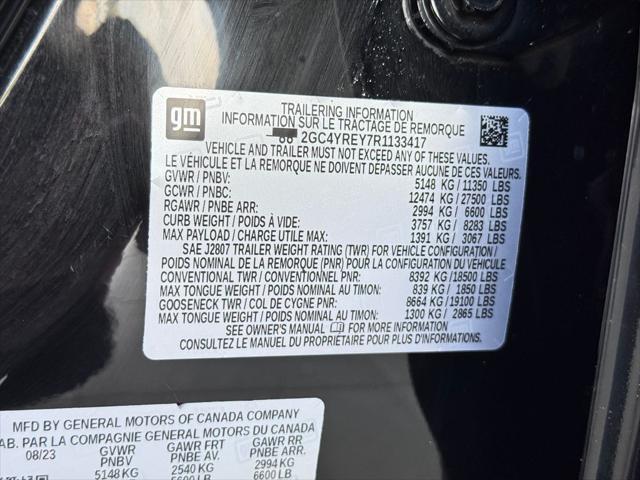 gm
TRAILERING INFORMATION
INFORMATION SUR LE TRACTAGE DE REMORQUE
2GC4YREY7R1133417
VEHICLE AND TRAILER MUST NOT EXCEED ANY OF THESE VALUES.
LE VÉHICULE ET LA REMORQUE NE DOIVENT DÉPASSER AUCUNE DE CES VALEURS.
GVWR / PNBV: 5148 KG / 11350 LBS
GCWR / PNBC: 12474 KG / 27500 LBS
RGAWR / PNBE ARR: 2994 KG / 6600 LBS
CURB WEIGHT / POIDS À VIDE: 3757 KG / 8283 LBS
MAX PAYLOAD / CHARGE UTILE MAX: 1391 KG / 3067 LBS
SAE J2807 TRAILER WEIGHT RATING (TWR) FOR VEHICLE CONFIGURATION /
POIDS NOMINAL DE LA REMORQUE (PNR) POUR LA CONFIGURATION DU VÉHICULE
CONVENTIONAL TWR / CONVENTIONNEL PNR: 8392 KG / 18500 LBS
MAX TONGUE WEIGHT / POIDS NOMINAL AU TIMON: 839 KG / 1850 LBS
GOOSENECK TWR / COL DE CYGNE PNR: 8664 KG / 19100 LBS
MAX TONGUE WEIGHT / POIDS NOMINAL AU TIMON: 1300 KG / 2865 LBS
SEE OWNER'S MANUAL FOR MORE INFORMATION
CONSULTEZ LE MANUEL DU PROPRIÉTAIRE POUR PLUS D'INFORMATION
MFD BY GENERAL MOTORS OF CANADA COMPANY
AB. PAR LA COMPAGNIE GENERAL MOTORS DU CANADA
08/23 GVWR GAWR FRT GAWR RR
PNBV PNBE AV. PNBE ARR.
5148 KG 2540 KG 2994 KG
5600 LB 6600 LB